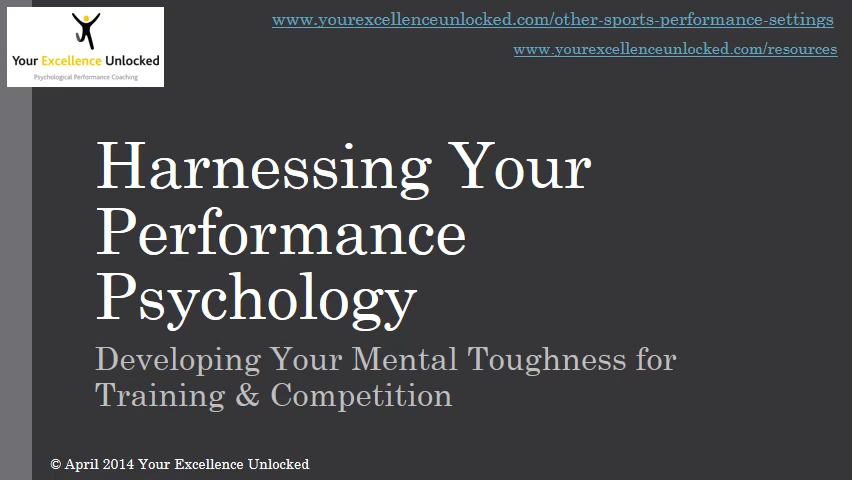 www.yourexcellenceunlocked.com/other-sports-performance-settings
www.yourexcellenceunlocked.com/resources
Your Excellence Unlocked
Psychological Performance Coaching
Harnessing Your
Performance
Psychology
Developing Your Mental Toughness for
Training & Competition
© April 2014 Your Excellence Unlocked